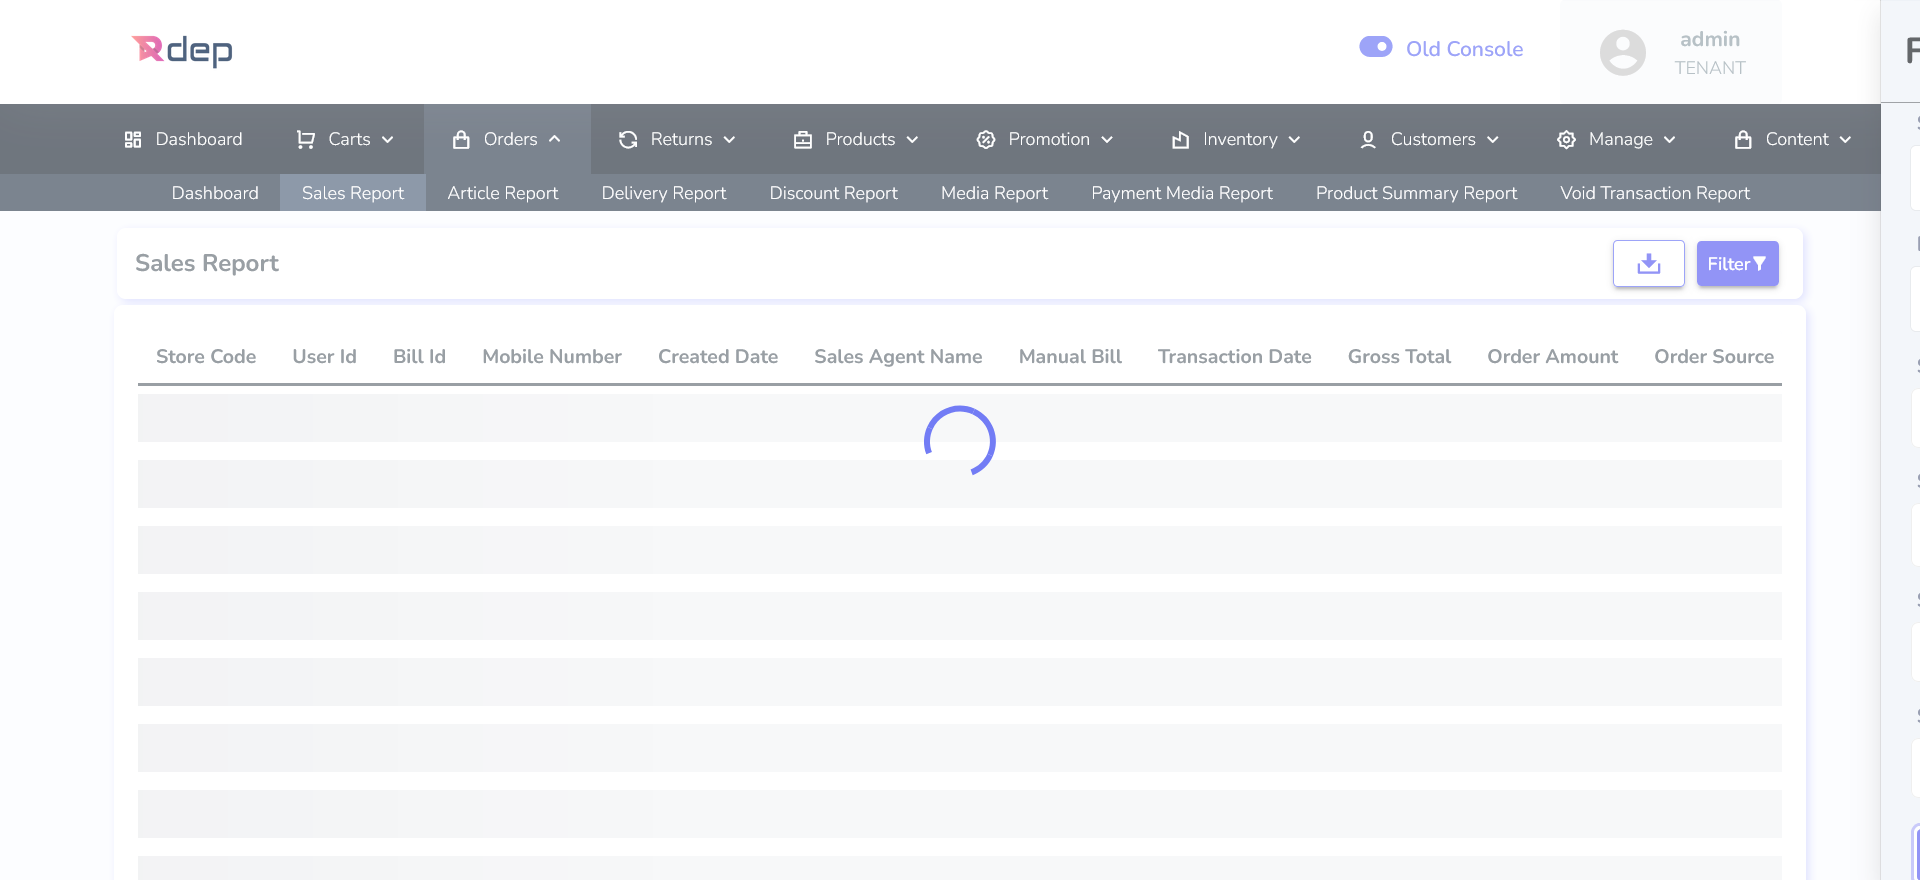 Rdep
Old Console
admin
TENANT
Dashboard Carts Orders Returns Products Promotion Inventory Customers Manage Content
Dashboard Sales Report Article Report Delivery Report Discount Report Media Report Payment Media Report Product Summary Report Void Transaction Report
Sales Report
Filter
Store Code User Id Bill Id Mobile Number Created Date Sales Agent Name Manual Bill Transaction Date Gross Total Order Amount Order Source